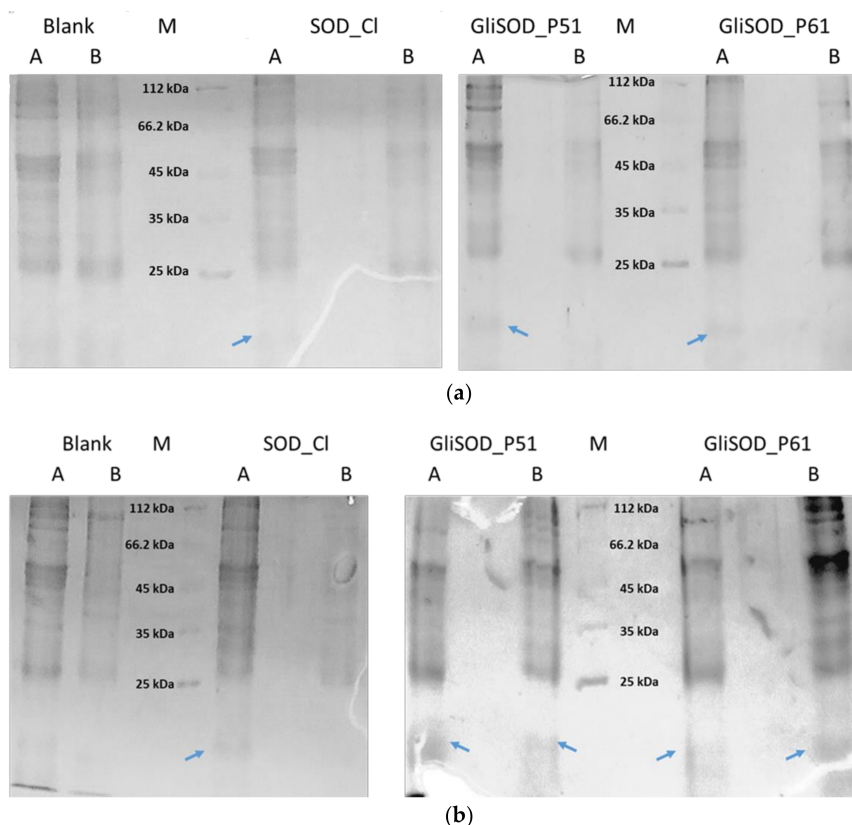 Blank M SOD_Cl GliSOD_P51 M GliSOD_P61
A B A B A B A B
112 kDa 112 kDa
66.2 kDa 66.2 kDa
45 kDa 45 kDa
35 kDa 35 kDa
25 kDa 25 kDa
(a)
Blank M SOD_Cl GliSOD_P51 M GliSOD_P61
A B A B A B A B
112 kDa 112 kDa
66.2 kDa 66.2 kDa
45 kDa 45 kDa
35 kDa 35 kDa
25 kDa 25 kDa
(b)